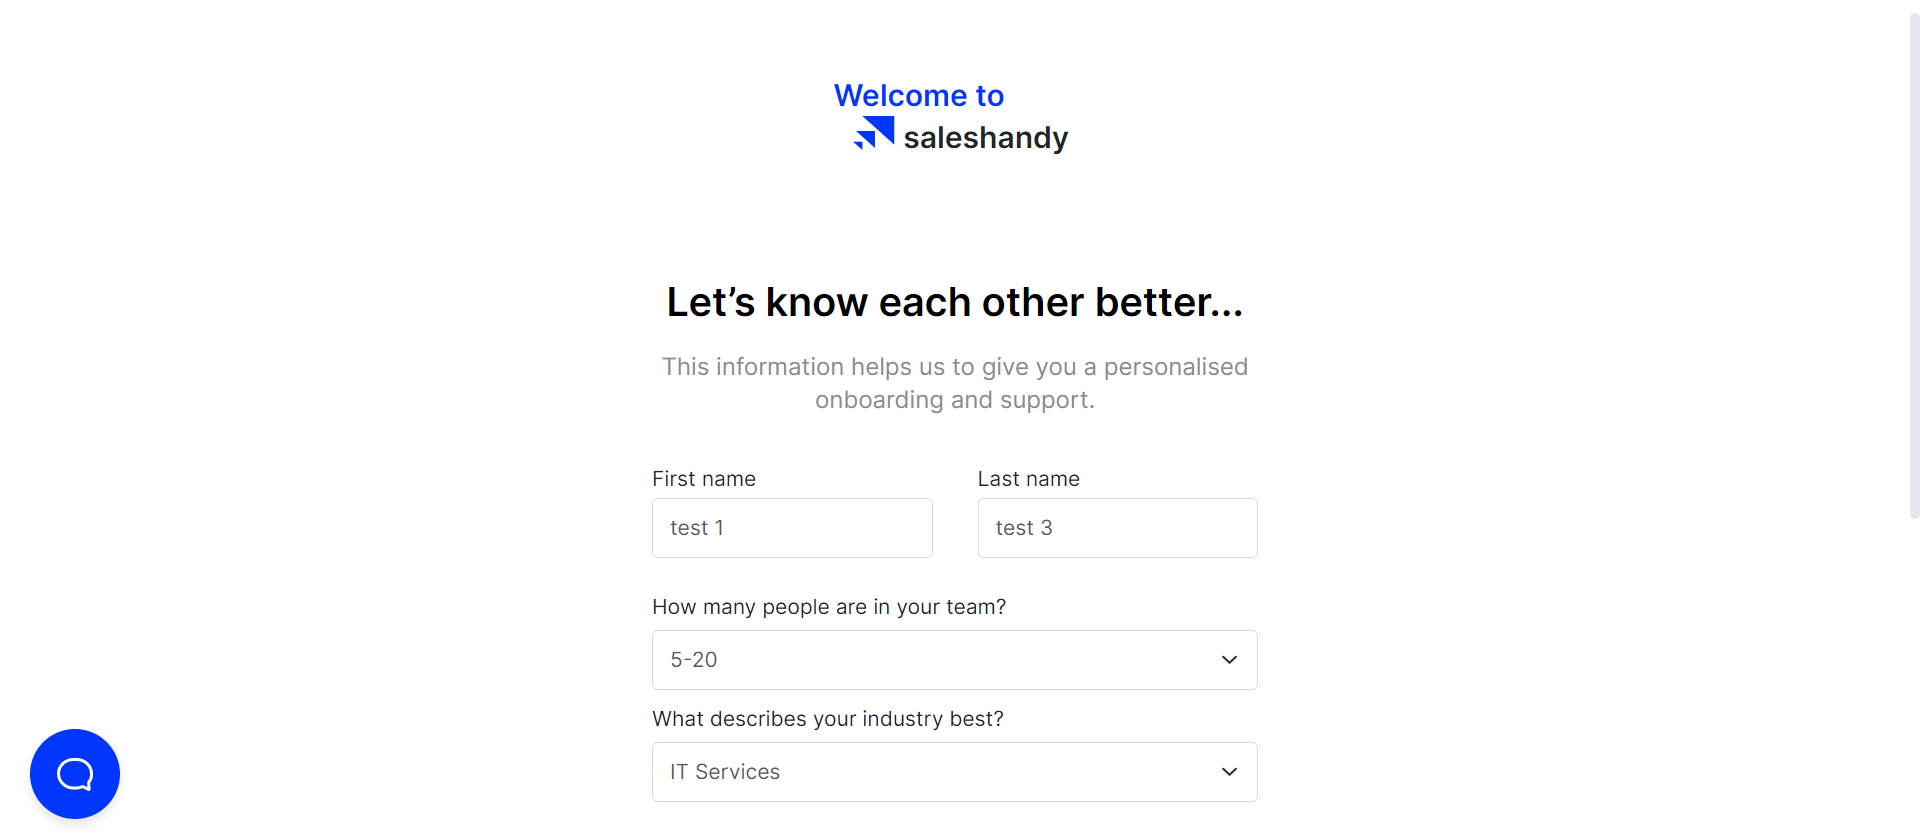 Welcome to
saleshandy
Let’s know each other better...
This information helps us to give you a personalised
onboarding and support.
First name
Last name
test 1
test 3
How many people are in your team?
5-20
What describes your industry best?
IT Services